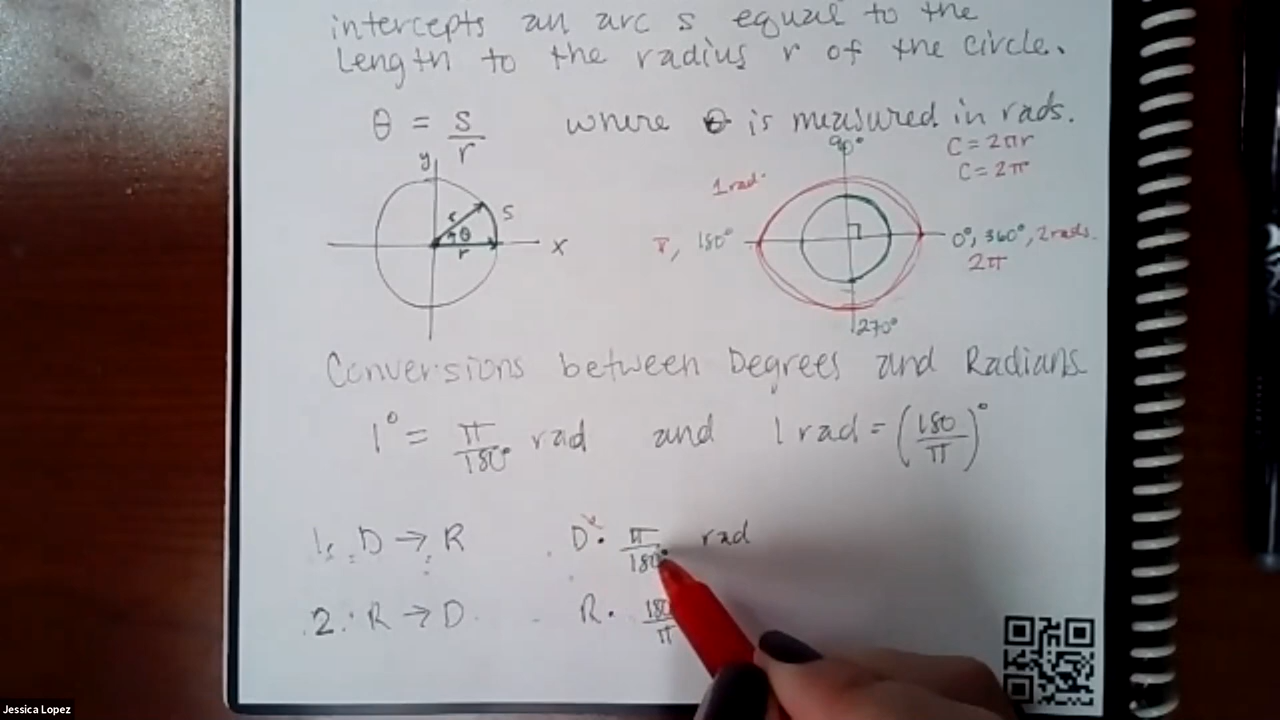 intercepts an arc s equal to the
length to the radius r of the circle.
θ = s/r where θ is measured in rads.
C = 2πr
C = 2π
y
90°
1 rad
r
s
θ
r
x
π, 180°
0°, 360°, 2 rads.
2π
270°
Conversions between Degrees and Radians
1° = π/180° rad and 1 rad = (180/π)°
1. D → R D° · π/180° rad
2. R → D R · 180/π
Jessica Lopez